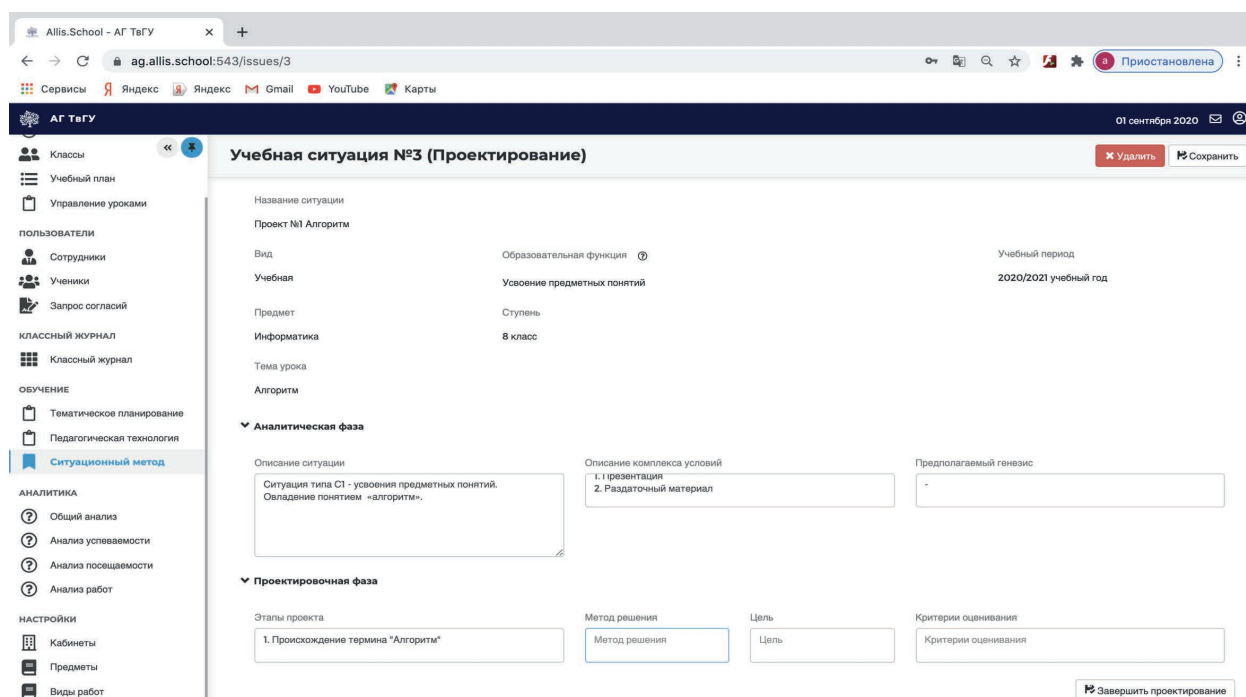 Allis.School - АГ ТвГУ
ag.allis.school:543/issues/3
а Приостановлена
Сервисы Яндекс Яндекс Gmail YouTube Карты
АГ ТвГУ
01 сентября 2020
Классы
Учебный план
Управление уроками
ПОЛЬЗОВАТЕЛИ
Сотрудники
Ученики
Запрос согласий
КЛАССНЫЙ ЖУРНАЛ
Классный журнал
ОБУЧЕНИЕ
Тематическое планирование
Педагогическая технология
Ситуационный метод
АНАЛИТИКА
Общий анализ
Анализ успеваемости
Анализ посещаемости
Анализ работ
НАСТРОЙКИ
Кабинеты
Предметы
Виды работ
Учебная ситуация №3 (Проектирование)
Удалить
Сохранить
Название ситуации
Проект №1 Алгоритм
Вид
Учебная
Образовательная функция
Усвоение предметных понятий
Учебный период
2020/2021 учебный год
Предмет
Информатика
Ступень
8 класс
Тема урока
Алгоритм
Аналитическая фаза
Описание ситуации
Ситуация типа С1 - усвоения предметных понятий.
Овладение понятием «алгоритм».
Описание комплекса условий
1. Презентация
2. Раздаточный материал
Предполагаемый генезис
-
Проектировочная фаза
Этапы проекта
1. Происхождение термина "Алгоритм"
Метод решения
Метод решения
Цель
Цель
Критерии оценивания
Критерии оценивания
Завершить проектирование